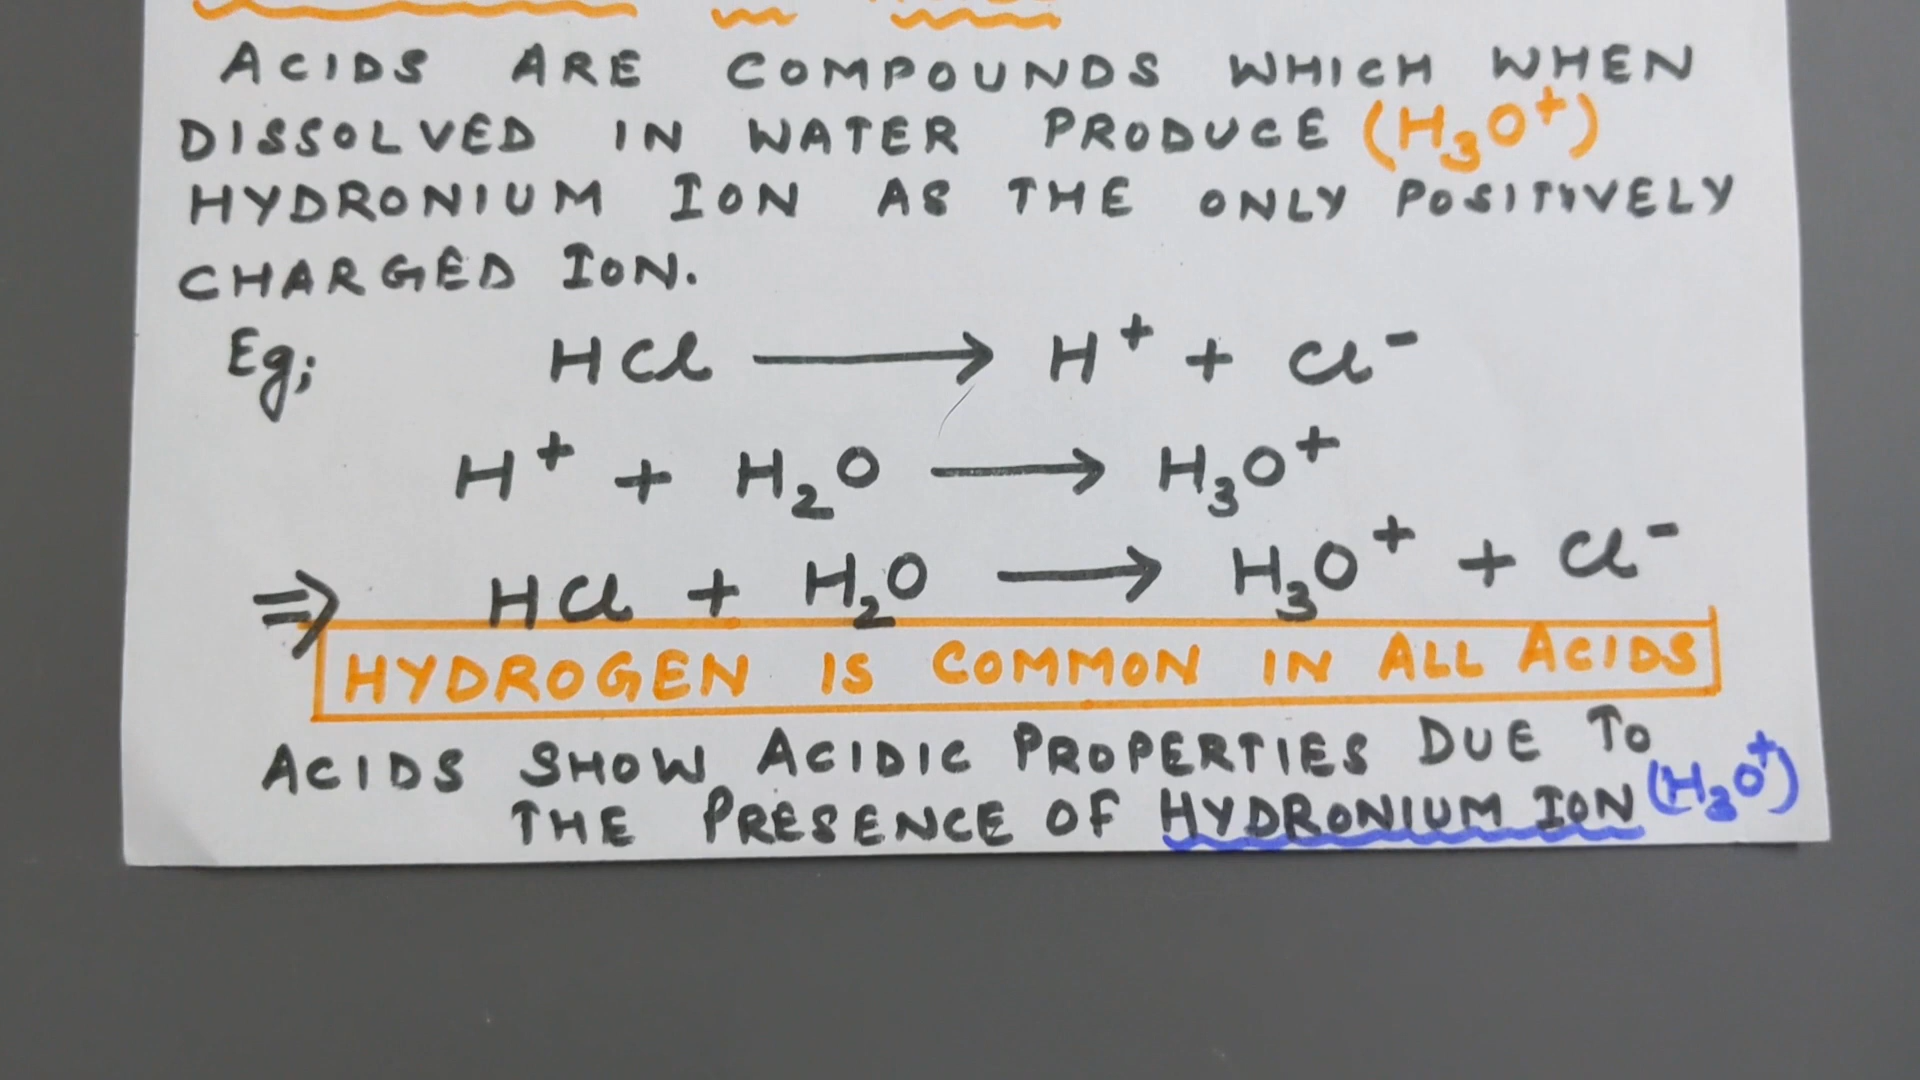 ACIDS ARE COMPOUNDS WHICH WHEN
DISSOLVED IN WATER PRODUCE (H₃O⁺)
HYDRONIUM ION AS THE ONLY POSITIVELY
CHARGED ION.
Eg; HCl ⟶ H⁺ + Cl⁻
H⁺ + H₂O ⟶ H₃O⁺
⇒ HCl + H₂O ⟶ H₃O⁺ + Cl⁻
HYDROGEN IS COMMON IN ALL ACIDS
ACIDS SHOW ACIDIC PROPERTIES DUE TO
THE PRESENCE OF HYDRONIUM ION (H₃O⁺)